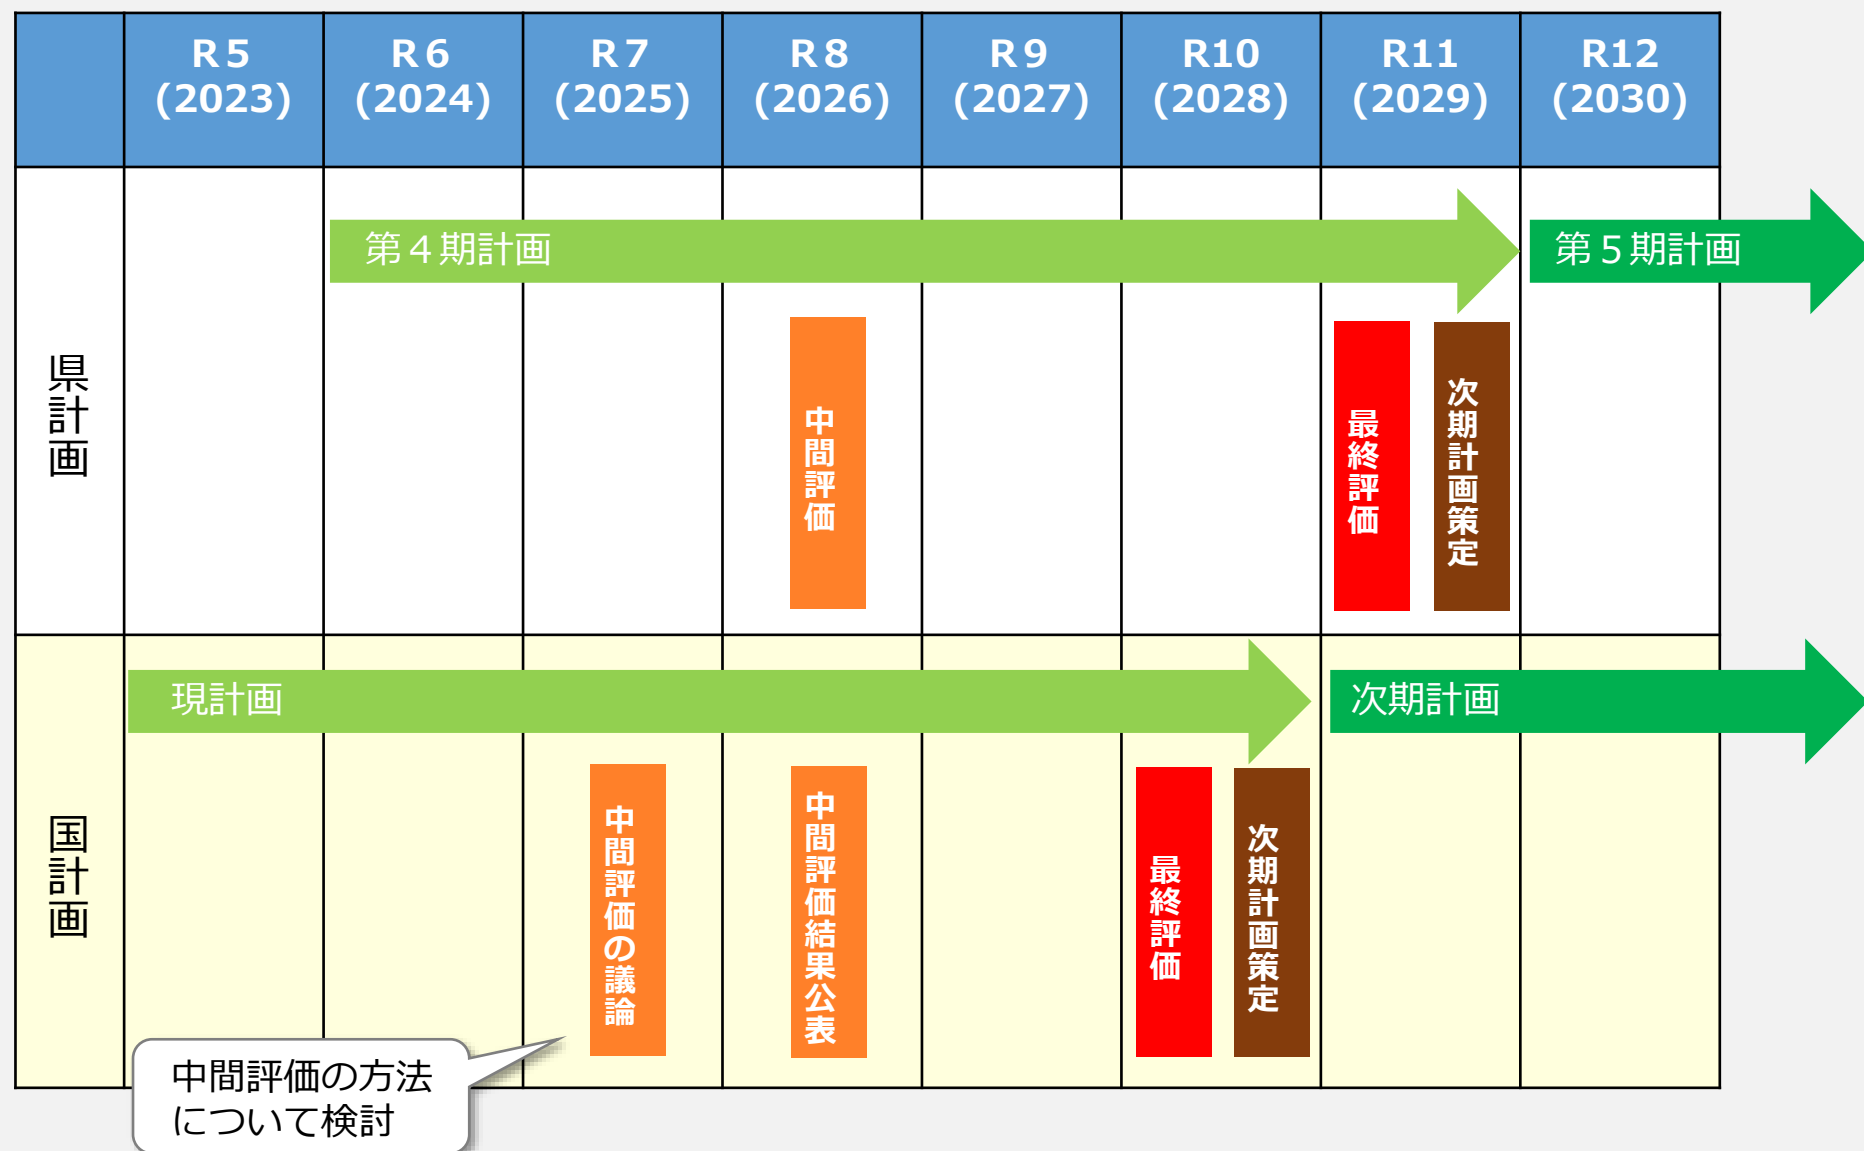 R５
(2023)
R６
(2024)
R７
(2025)
R８
(2026)
R９
(2027)
R10
(2028)
R11
(2029)
R12
(2030)
県計画
第４期計画
第５期計画
中間評価
最終評価
次期計画策定
国計画
現計画
次期計画
中間評価の議論
中間評価結果公表
最終評価
次期計画策定
中間評価の方法
について検討